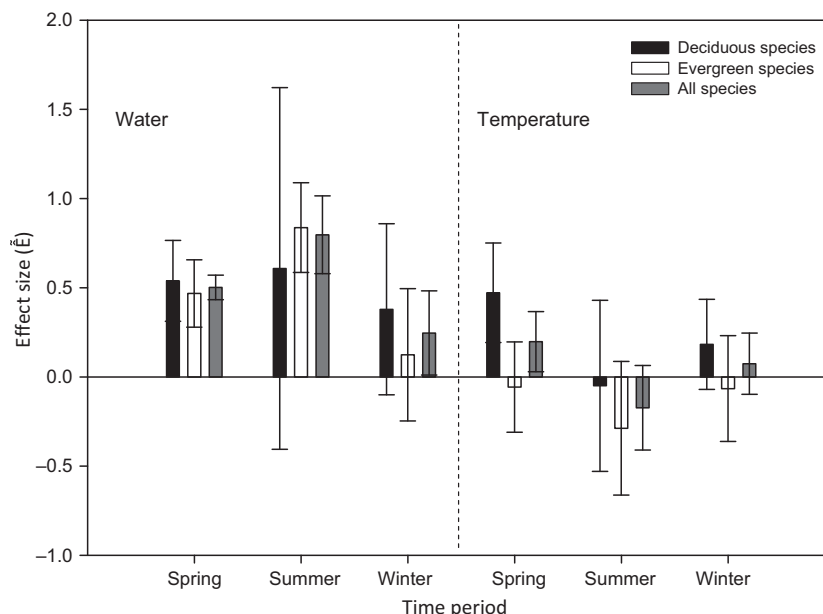 2.0
1.5
1.0
0.5
0.0
–0.5
–1.0
Effect size (Ẽ)
Water
Temperature
Deciduous species
Evergreen species
All species
Spring Summer Winter Spring Summer Winter
Time period